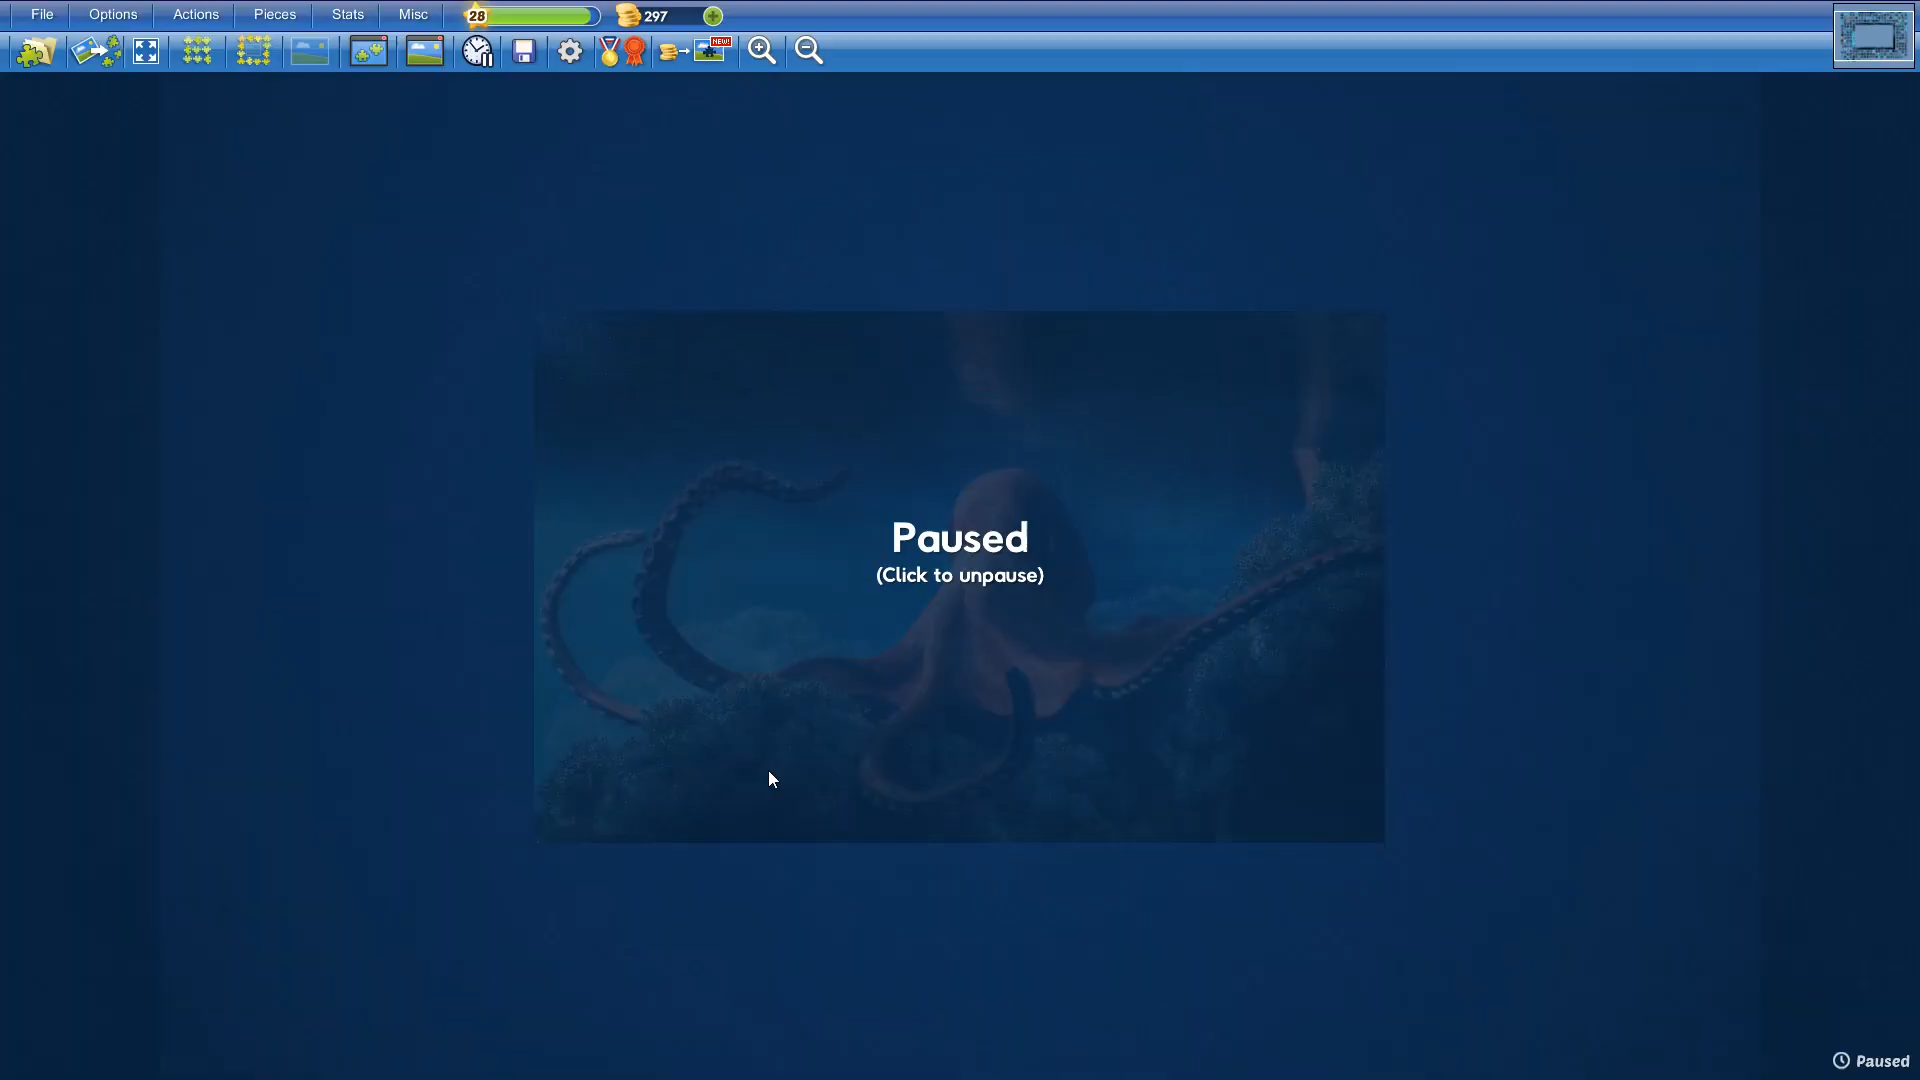 File Options Actions Pieces Stats Misc 28 297
NEW!
Paused
(Click to unpause)
Paused